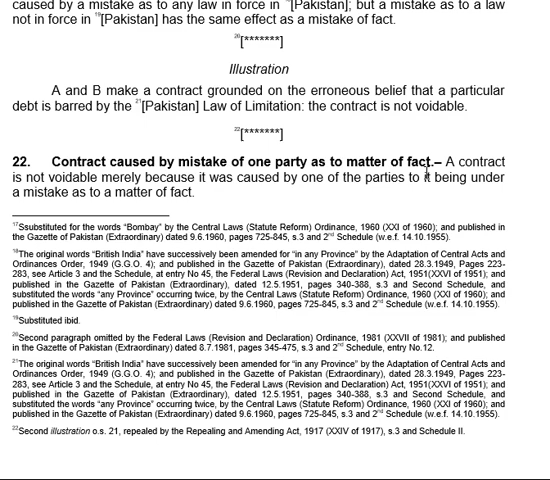 caused by a mistake as to any law in force in [Pakistan]; but a mistake as to a law
not in force in 19[Pakistan] has the same effect as a mistake of fact.
20[*******]
Illustration
A and B make a contract grounded on the erroneous belief that a particular
debt is barred by the 21[Pakistan] Law of Limitation: the contract is not voidable.
22[*******]
22. Contract caused by mistake of one party as to matter of fact.– A contract
is not voidable merely because it was caused by one of the parties to it being under
a mistake as to a matter of fact.
17Ssubstituted for the words “Bombay” by the Central Laws (Statute Reform) Ordinance, 1960 (XXI of 1960); and published in
the Gazette of Pakistan (Extraordinary) dated 9.6.1960, pages 725-845, s.3 and 2nd Schedule (w.e.f. 14.10.1955).
18The original words “British India” have successively been amended for “in any Province” by the Adaptation of Central Acts and
Ordinances Order, 1949 (G.G.O. 4); and published in the Gazette of Pakistan (Extraordinary), dated 28.3.1949, Pages 223-
283, see Article 3 and the Schedule, at entry No 45, the Federal Laws (Revision and Declaration) Act, 1951(XXVI of 1951); and
published in the Gazette of Pakistan (Extraordinary), dated 12.5.1951, pages 340-388, s.3 and Second Schedule, and
substituted the words “any Province” occurring twice, by the Central Laws (Statute Reform) Ordinance, 1960 (XXI of 1960); and
published in the Gazette of Pakistan (Extraordinary) dated 9.6.1960, pages 725-845, s.3 and 2nd Schedule (w.e.f. 14.10.1955).
19Substituted ibid.
20Second paragraph omitted by the Federal Laws (Revision and Declaration) Ordinance, 1981 (XXVII of 1981); and published
in the Gazette of Pakistan (Extraordinary) dated 8.7.1981, pages 345-475, s.3 and 2nd Schedule, entry No.12.
21The original words “British India” have successively been amended for “in any Province” by the Adaptation of Central Acts and
Ordinances Order, 1949 (G.G.O. 4); and published in the Gazette of Pakistan (Extraordinary), dated 28.3.1949, Pages 223-
283, see Article 3 and the Schedule, at entry No 45, the Federal Laws (Revision and Declaration) Act, 1951(XXVI of 1951); and
published in the Gazette of Pakistan (Extraordinary), dated 12.5.1951, pages 340-388, s.3 and Second Schedule, and
substituted the words “any Province” occurring twice, by the Central Laws (Statute Reform) Ordinance, 1960 (XXI of 1960); and
published in the Gazette of Pakistan (Extraordinary) dated 9.6.1960, pages 725-845, s.3 and 2nd Schedule (w.e.f. 14.10.1955).
22Second illustration o.s. 21, repealed by the Repealing and Amending Act, 1917 (XXIV of 1917), s.3 and Schedule II.